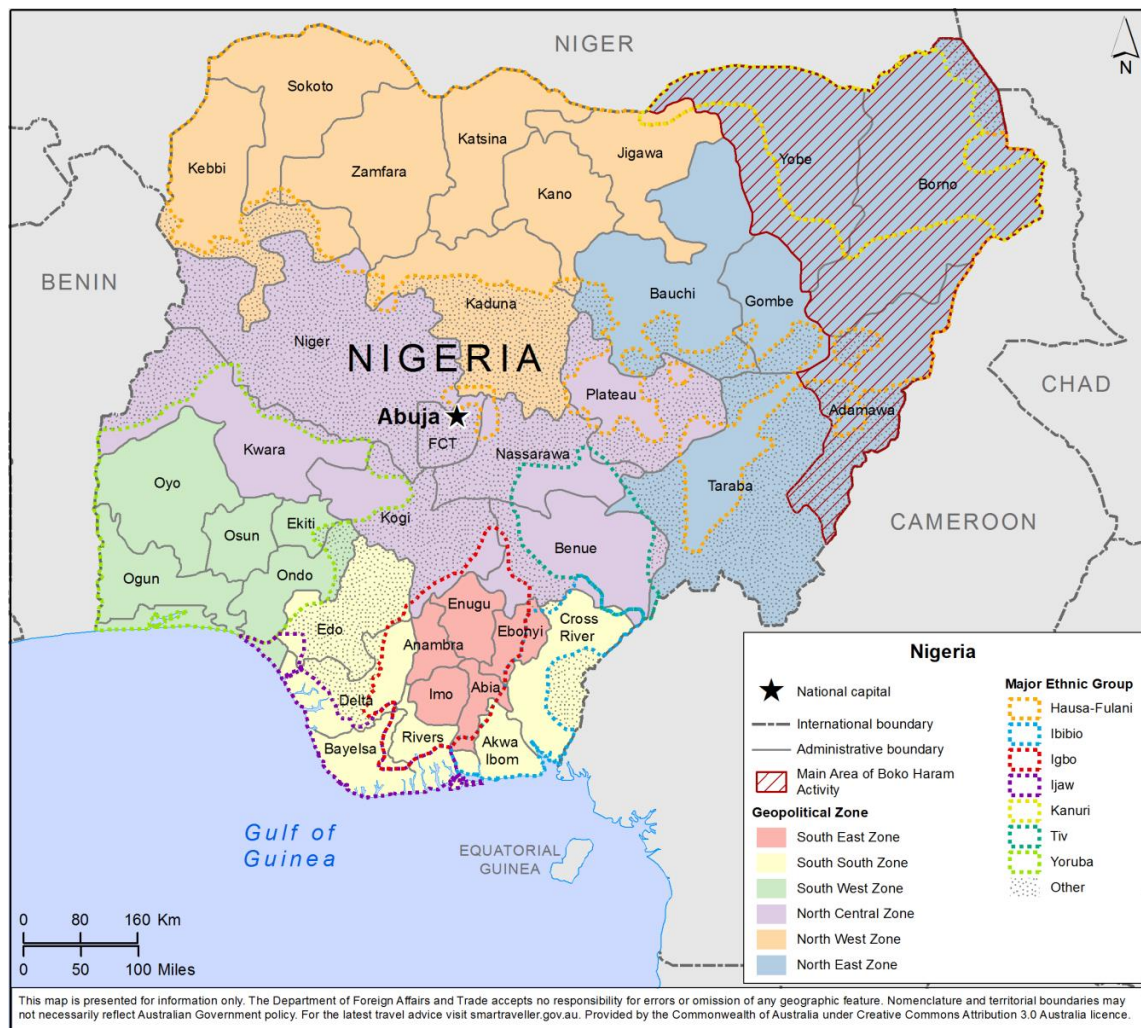 NIGER
N
Sokoto
Katsina
Kebbi
Zamfara
Jigawa
Kano
Yobe
Borno
BENIN
Kaduna
Bauchi
Gombe
Niger
NIGERIA
CHAD
Plateau
Abuja
FCT
Adamawa
Kwara
Nassarawa
Oyo
Taraba
Kogi
CAMEROON
Osun
Ekiti
Benue
Ogun
Ondo
Enugu
Edo
Anambra
Ebonyi
Cross
River
Imo
Abia
Delta
Bayelsa
Rivers
Akwa
Ibom
Gulf of
Guinea
EQUATORIAL
GUINEA
0 80 160 Km
0 50 100 Miles
Nigeria
National capital
International boundary
Administrative boundary
Main Area of Boko Haram
Activity
Geopolitical Zone
South East Zone
South South Zone
South West Zone
North Central Zone
North West Zone
North East Zone
Major Ethnic Group
Hausa-Fulani
Ibibio
Igbo
Ijaw
Kanuri
Tiv
Yoruba
Other
This map is presented for information only. The Department of Foreign Affairs and Trade accepts no responsibility for errors or omission of any geographic feature. Nomenclature and territorial boundaries may
not necessarily reflect Australian Government policy. For the latest travel advice visit smartraveller.gov.au. Provided by the Commonwealth of Australia under Creative Commons Attribution 3.0 Australia licence.